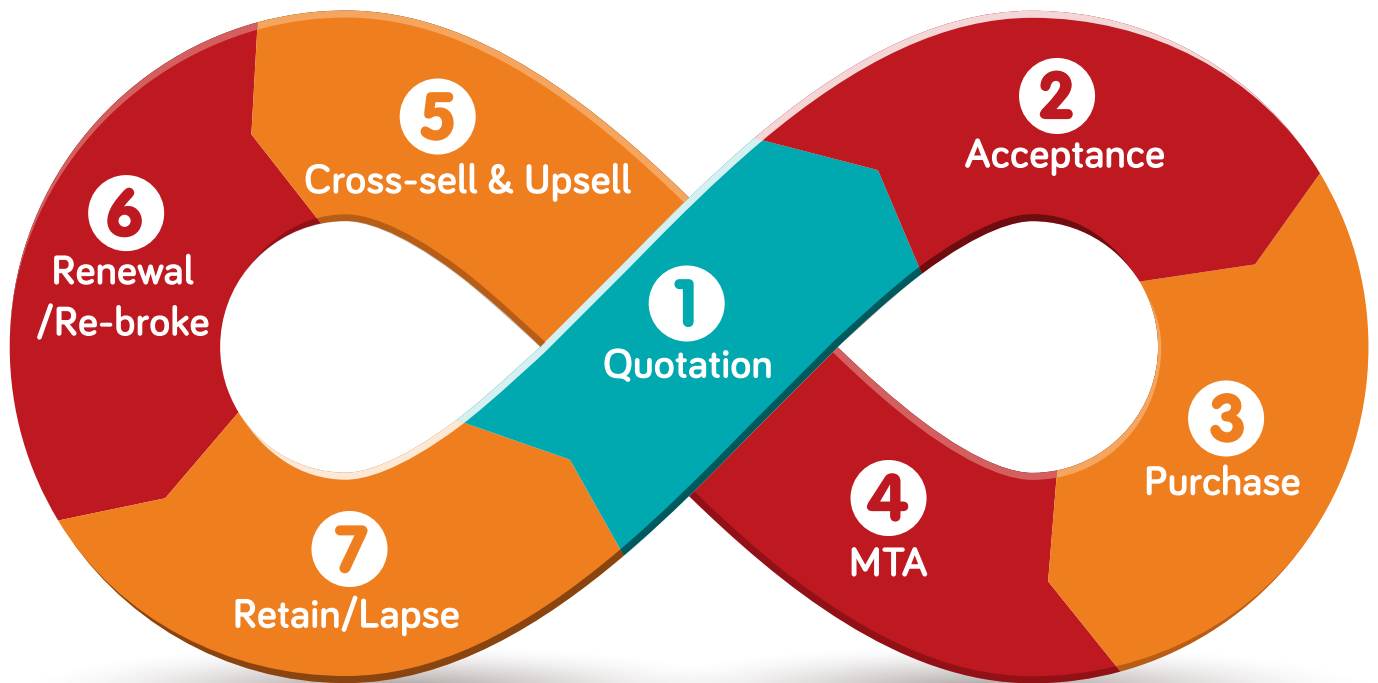 1
Quotation
2
Acceptance
3
Purchase
4
MTA
5
Cross-sell & Upsell
6
Renewal
/Re-broke
7
Retain/Lapse